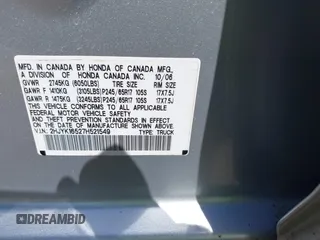 MFD. IN CANADA BY HONDA OF CANADA MFG.
A DIVISION OF HONDA CANADA INC. 10/06
GVWR 2745KG (6050LBS) TIRE SIZE RIM SIZE
GAWR F 1410KG (3105LBS)P245/65R17 105S 17X7.5J
GAWR R 1475KG (3245LBS)P245/65R17 105S 17X7.5J
THIS VEHICLE CONFORMS TO ALL APPLICABLE
FEDERAL MOTOR VEHICLE SAFETY STANDARDS
IN EFFECT ON THE DATE OF MANUFACTURE
SHOWN ABOVE.
V.I.N.: 2HJYK16527H521549 TYPE: TRUCK
DREAMBID